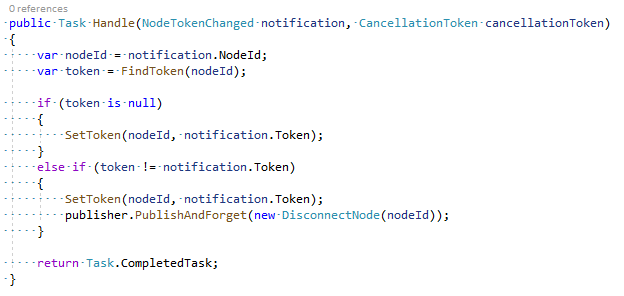 0 references
public Task Handle(NodeTokenChanged notification, CancellationToken cancellationToken)
{
    var nodeId = notification.NodeId;
    var token = FindToken(nodeId);

    if (token is null)
    {
        SetToken(nodeId, notification.Token);
    }
    else if (token != notification.Token)
    {
        SetToken(nodeId, notification.Token);
        publisher.PublishAndForget(new DisconnectNode(nodeId));
    }

    return Task.CompletedTask;
}